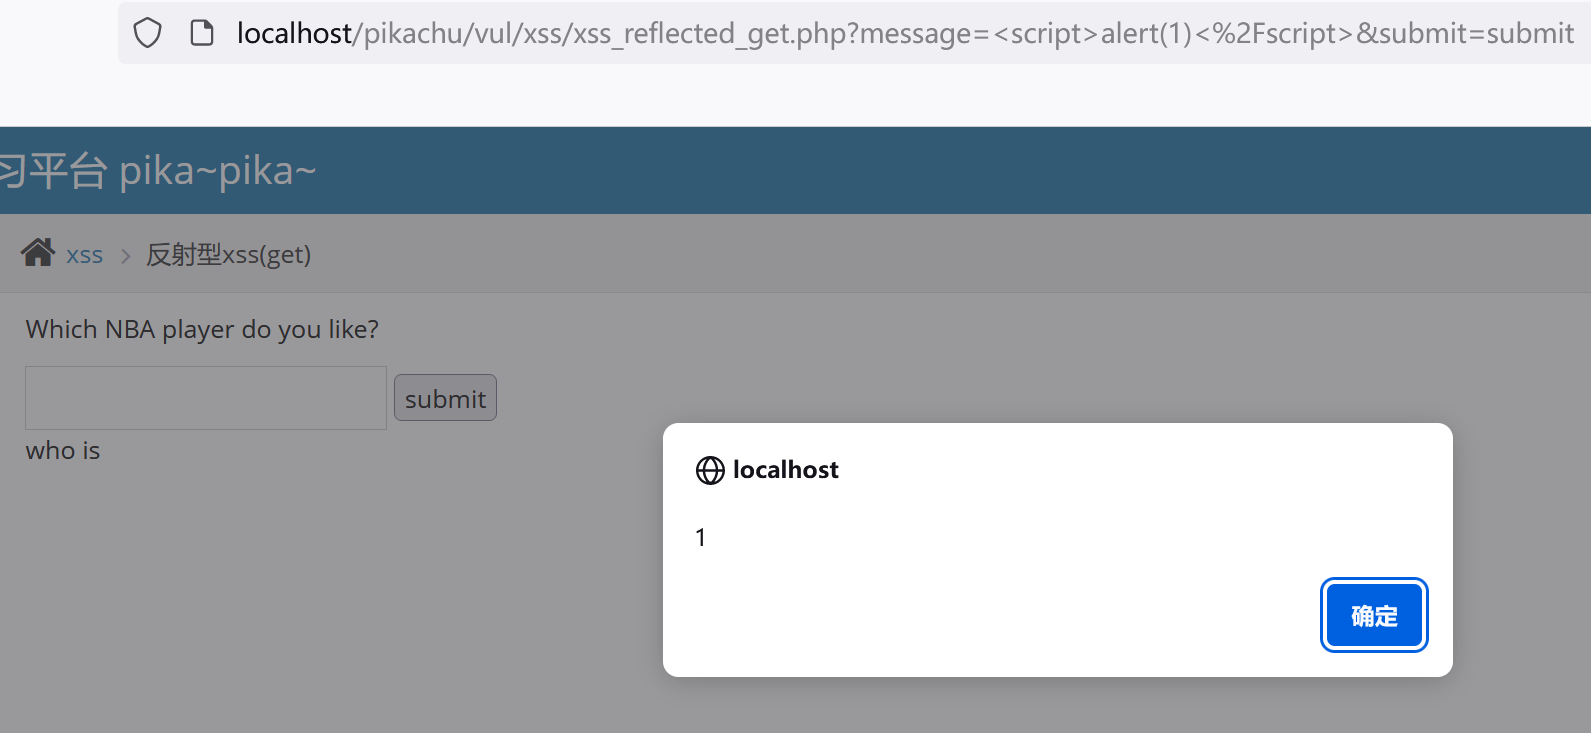 localhost/pikachu/vul/xss/xss_reflected_get.php?message=<script>alert(1)<%2Fscript>&submit=submit
习平台 pika~pika~
xss > 反射型xss(get)
Which NBA player do you like?
submit
who is
localhost
1
确定